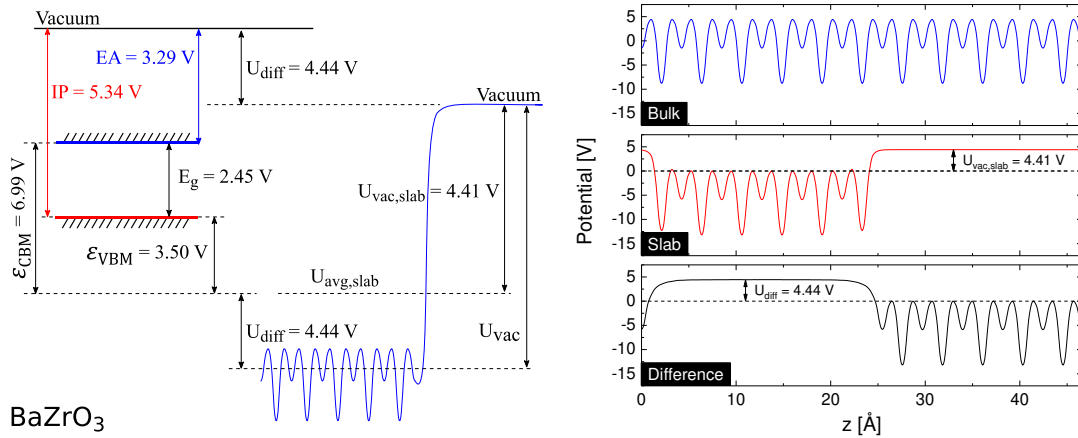 Vacuum
EA = 3.29 V
U_diff = 4.44 V
IP = 5.34 V
Vacuum
E_g = 2.45 V
U_vac,slab = 4.41 V
ε_CBM = 6.99 V
ε_VBM = 3.50 V
U_avg,slab
U_diff = 4.44 V
U_vac
BaZrO₃
Potential [V]
5
0
-5
-10
-15
Bulk
5
0
-5
-10
-15
U_vac,slab = 4.41 V
Slab
5
0
-5
-10
-15
U_diff = 4.44 V
Difference
0 10 20 30 40
z [Å]